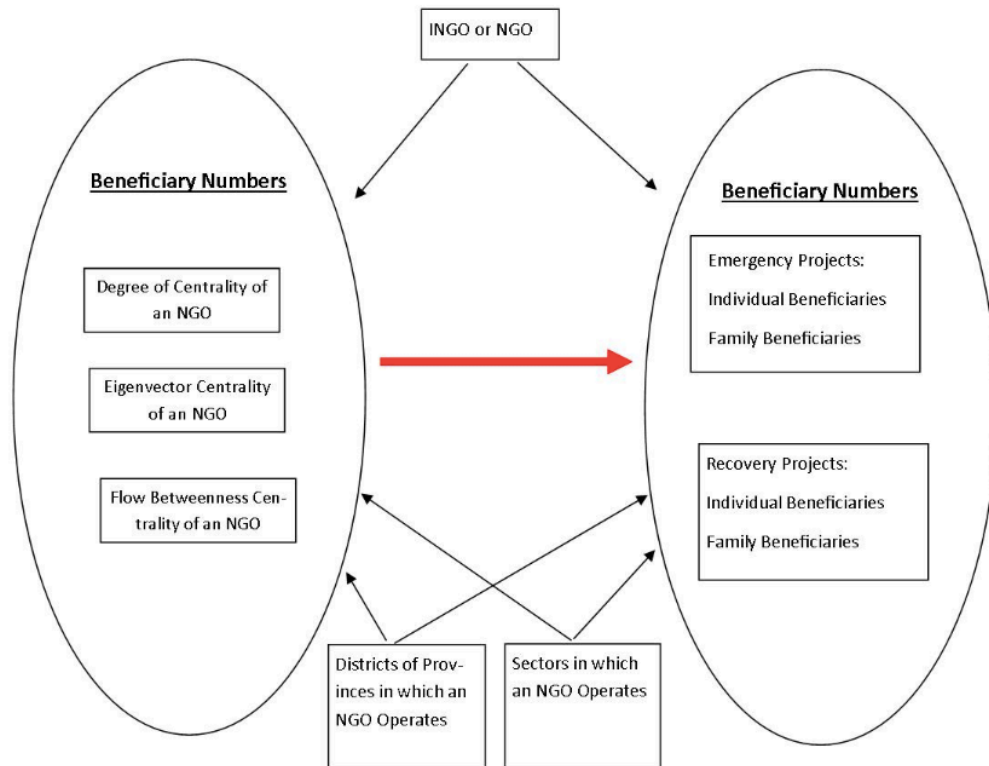 INGO or NGO
Beneficiary Numbers
Degree of Centrality of
an NGO
Eigenvector Centrality
of an NGO
Flow Betweenness Cen-
trality of an NGO
Beneficiary Numbers
Emergency Projects:
Individual Beneficiaries
Family Beneficiaries
Recovery Projects:
Individual Beneficiaries
Family Beneficiaries
Districts of Prov-
inces in which an
NGO Operates
Sectors in which
an NGO Operates